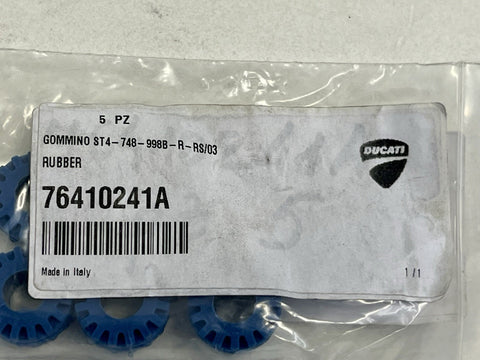 5 PZ
GOMMINO ST4-748-998B-R-RS/03
RUBBER
DUCATI
76410241A
Made in Italy
1/1